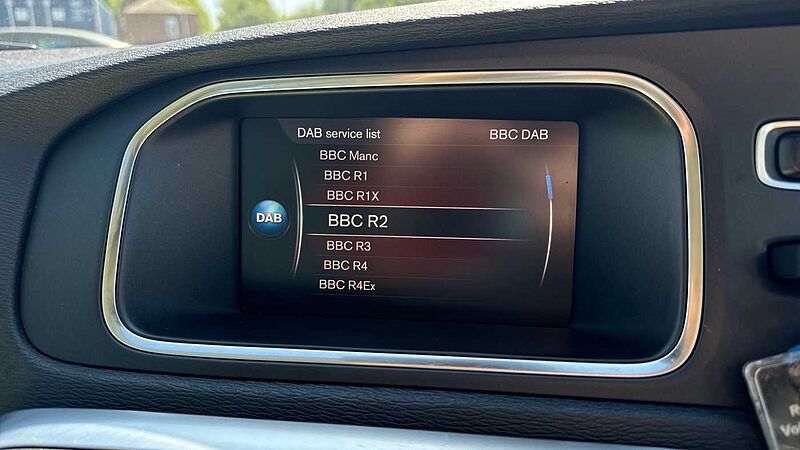 DAB service list BBC DAB
BBC Manc
BBC R1
BBC R1X
DAB
BBC R2
BBC R3
BBC R4
BBC R4Ex